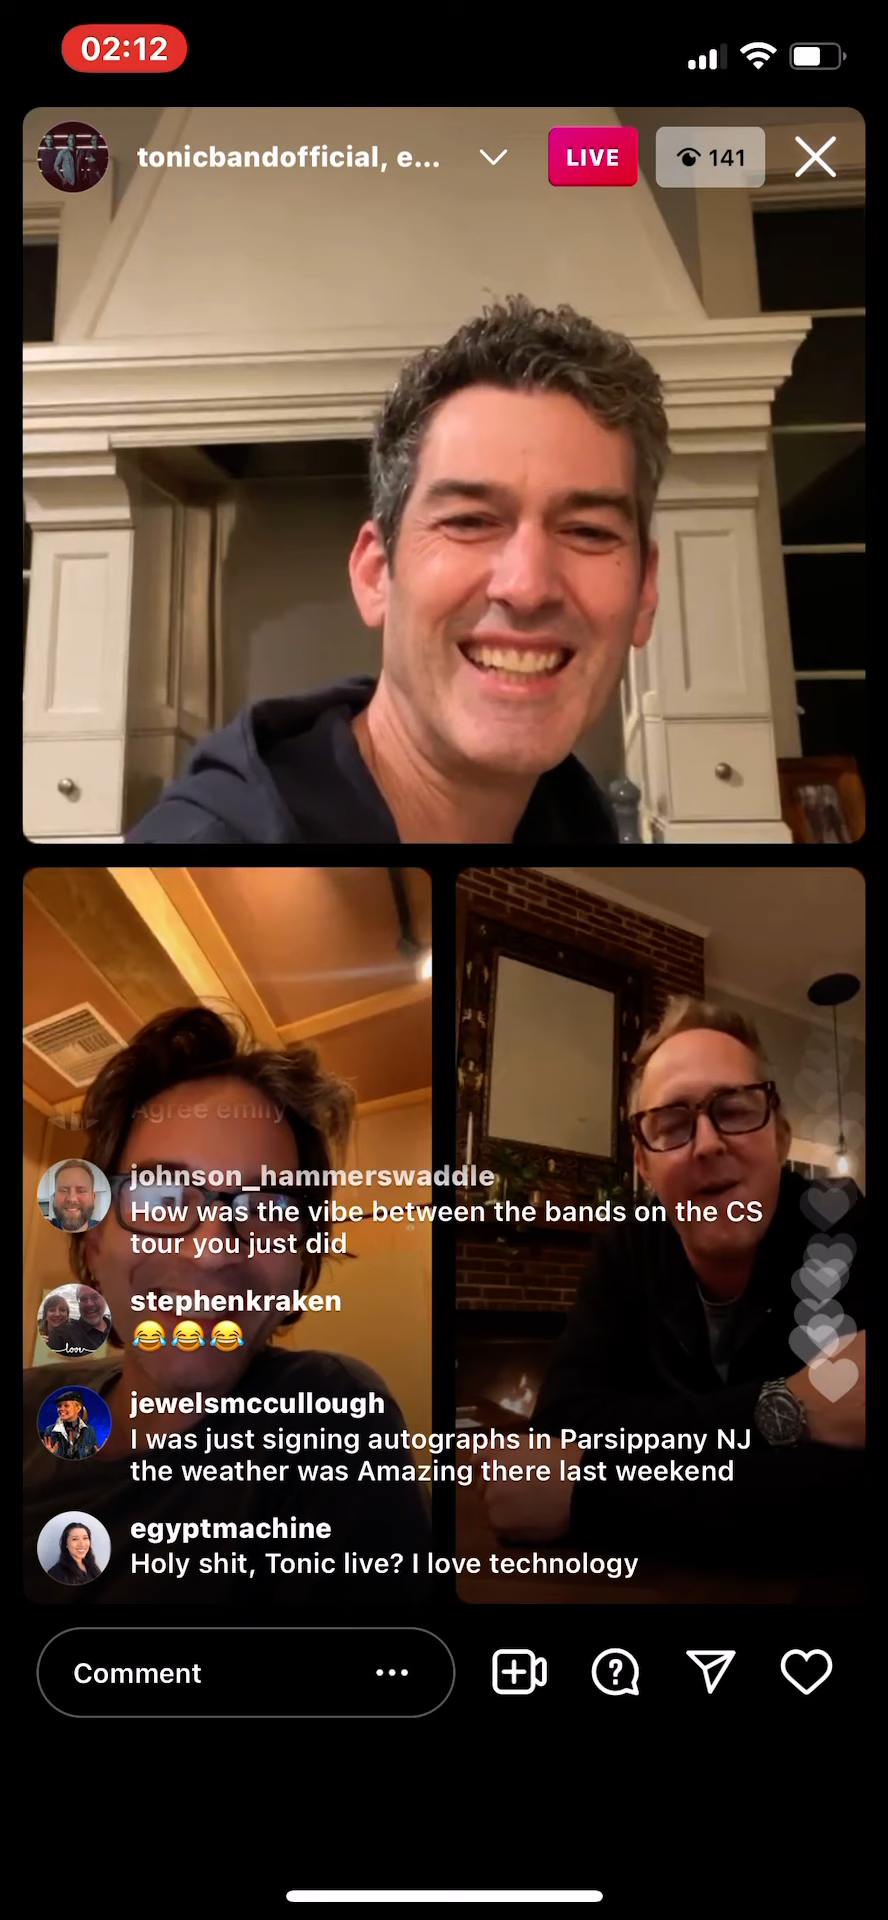 02:12
tonicbandofficial, e...
LIVE
141
Agree emily
johnson_hammerswaddle
How was the vibe between the bands on the CS
tour you just did
stephenkraken
😂😂😂
jewelsmccullough
I was just signing autographs in Parsippany NJ
the weather was Amazing there last weekend
egyptmachine
Holy shit, Tonic live? I love technology
Comment